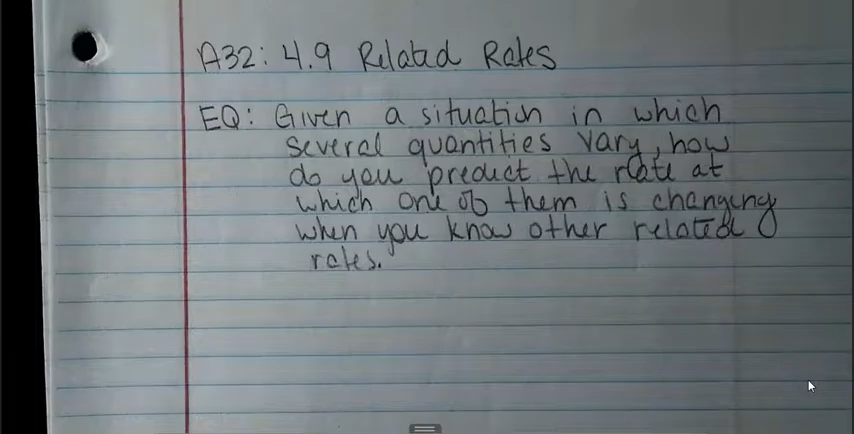 A32: 4.9 Related Rates
EQ: Given a situation in which
several quantities vary, how
do you predict the rate at
which one of them is changing
when you know other related
rates.